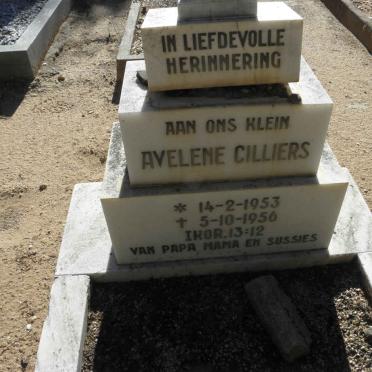 IN LIEFDEVOLLE
HERINNERING
AAN ONS KLEIN
AVELENE CILLIERS
* 14-2-1953
† 5-10-1956
IKOR.13:12
VAN PAPA, MAMA EN SUSSIES